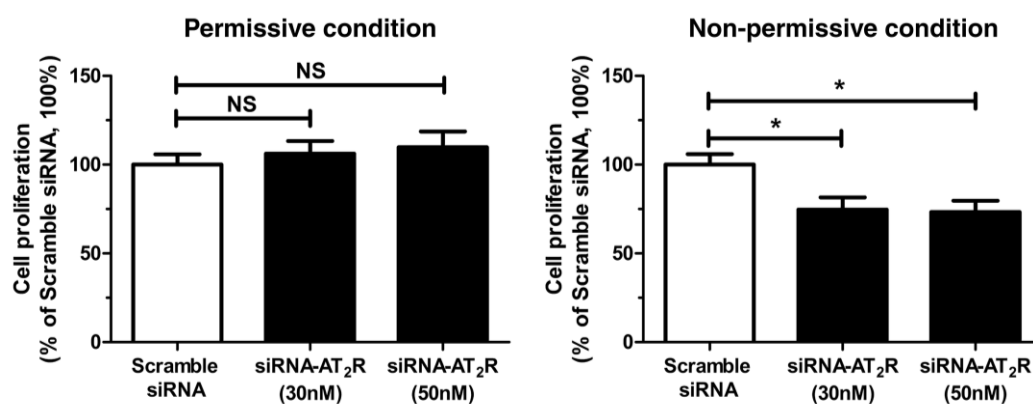 Permissive condition
Cell proliferation
(% of Scramble siRNA, 100%)
150
100
50
0
NS
NS
Scramble
siRNA
siRNA-AT₂R
(30nM)
siRNA-AT₂R
(50nM)
Non-permissive condition
Cell proliferation
(% of Scramble siRNA, 100%)
150
100
50
0
*
*
Scramble
siRNA
siRNA-AT₂R
(30nM)
siRNA-AT₂R
(50nM)